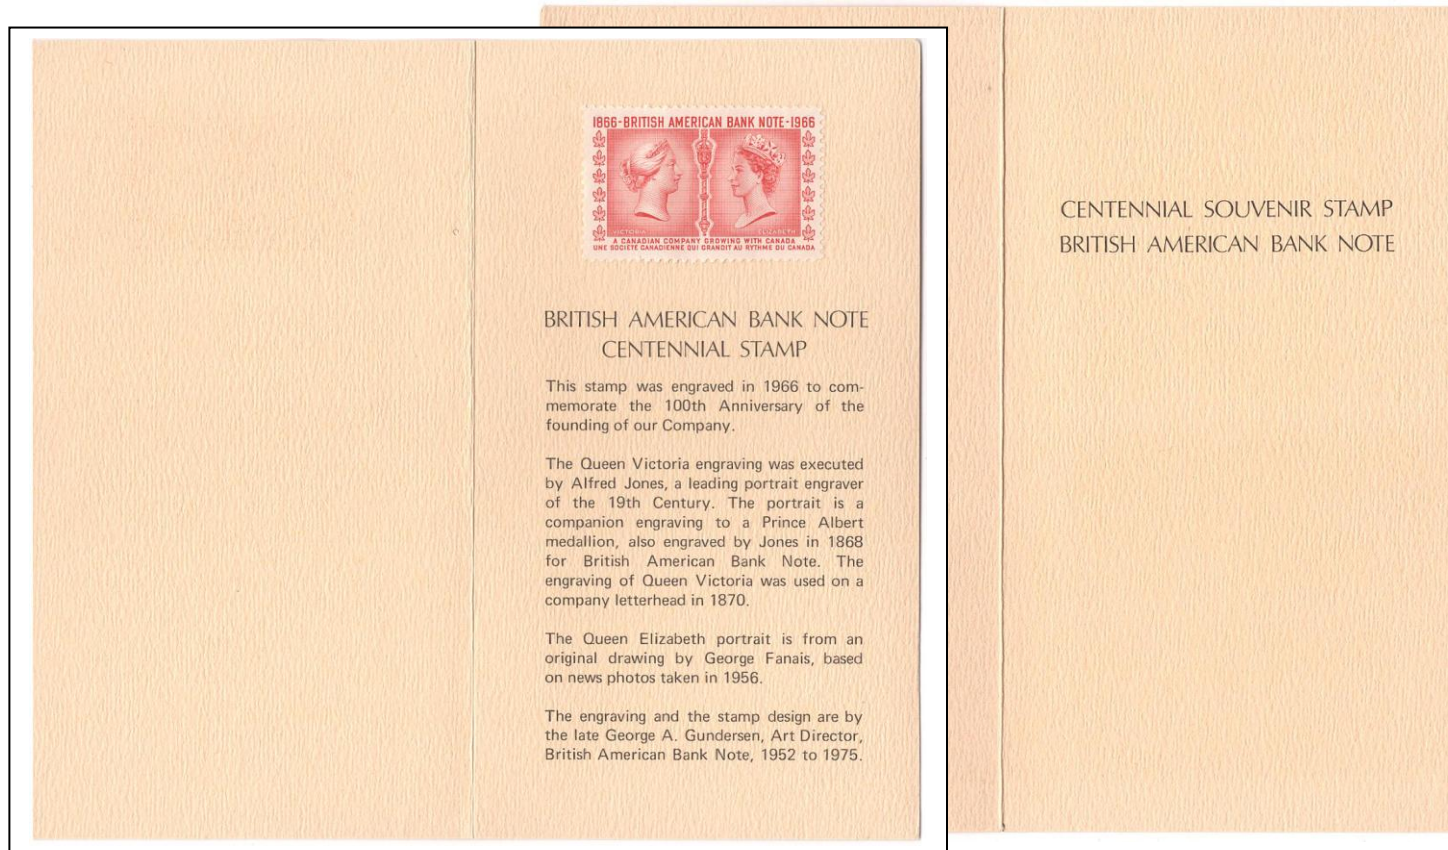 1866-BRITISH AMERICAN BANK NOTE-1966
VICTORIA ELIZABETH
A CANADIAN COMPANY GROWING WITH CANADA
UNE SOCIÉTÉ CANADIENNE QUI GRANDIT AU RYTHME DU CANADA
BRITISH AMERICAN BANK NOTE
CENTENNIAL STAMP
This stamp was engraved in 1966 to com-
memorate the 100th Anniversary of the
founding of our Company.
The Queen Victoria engraving was executed
by Alfred Jones, a leading portrait engraver
of the 19th Century. The portrait is a
companion engraving to a Prince Albert
medallion, also engraved by Jones in 1868
for British American Bank Note. The
engraving of Queen Victoria was used on a
company letterhead in 1870.
The Queen Elizabeth portrait is from an
original drawing by George Fanais, based
on news photos taken in 1956.
The engraving and the stamp design are by
the late George A. Gundersen, Art Director,
British American Bank Note, 1952 to 1975.
CENTENNIAL SOUVENIR STAMP
BRITISH AMERICAN BANK NOTE